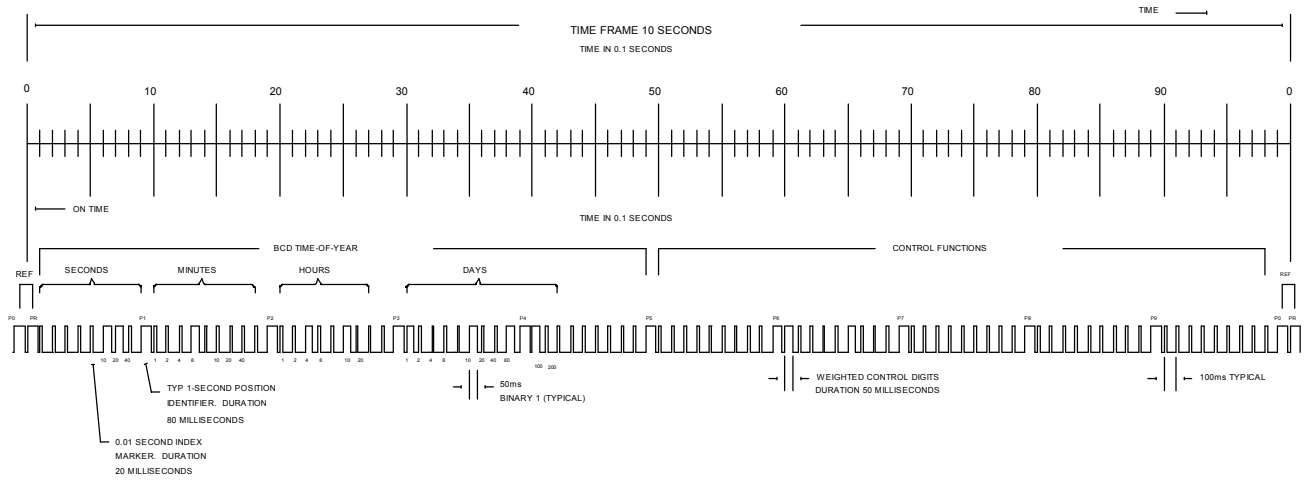 TIME
TIME FRAME 10 SECONDS
TIME IN 0.1 SECONDS
0 10 20 30 40 50 60 70 80 90 0
ON TIME
TIME IN 0.1 SECONDS
BCD TIME-OF-YEAR CONTROL FUNCTIONS
REF SECONDS MINUTES HOURS DAYS REF
P0 PR P1 P2 P3 P4 P5 P6 P7 P8 P9 P0 PR
10 20 40 1 2 4 8 10 20 40 1 2 4 8 10 20 1 2 4 8 10 20 40 80 100 200
TYP 1-SECOND POSITION
IDENTIFIER. DURATION
80 MILLISECONDS
50ms
BINARY 1 (TYPICAL)
WEIGHTED CONTROL DIGITS
DURATION 50 MILLISECONDS
100ms TYPICAL
0.01 SECOND INDEX
MARKER. DURATION
20 MILLISECONDS